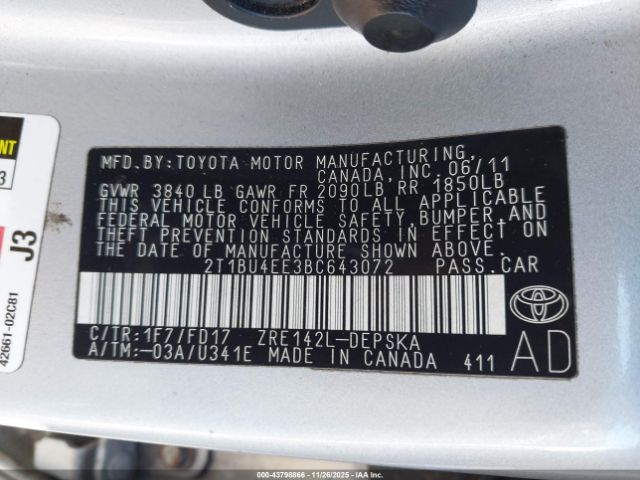 MFD. BY: TOYOTA MOTOR MANUFACTURING
CANADA, INC. 06/11
GVWR 3840 LB GAWR FR 2090LB RR 1850LB
THIS VEHICLE CONFORMS TO ALL APPLICABLE
FEDERAL MOTOR VEHICLE SAFETY, BUMPER, AND
THEFT PREVENTION STANDARDS IN EFFECT ON
THE DATE OF MANUFACTURE SHOWN ABOVE.
2T1BU4EE3BC643072 PASS. CAR
C/TR: 1F7/FD17 ZRE142L-DEPSKA
A/TM: -03A/U341E MADE IN CANADA 411
AD
3
J3
42661-02C81
000-43798866 - 11/26/2025 - IAAI.COM